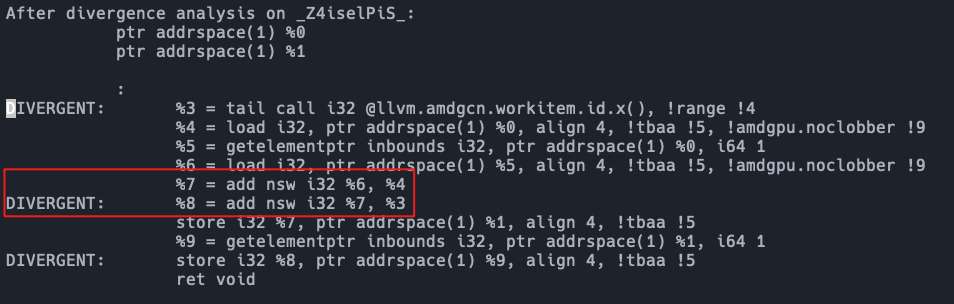 After divergence analysis on _Z4iselPiS_:
ptr addrspace(1) %0
ptr addrspace(1) %1
:
DIVERGENT: %3 = tail call i32 @llvm.amdgcn.workitem.id.x(), !range !4
%4 = load i32, ptr addrspace(1) %0, align 4, !tbaa !5, !amdgpu.noclobber !9
%5 = getelementptr inbounds i32, ptr addrspace(1) %0, i64 1
%6 = load i32, ptr addrspace(1) %5, align 4, !tbaa !5, !amdgpu.noclobber !9
%7 = add nsw i32 %6, %4
DIVERGENT: %8 = add nsw i32 %7, %3
store i32 %7, ptr addrspace(1) %1, align 4, !tbaa !5
%9 = getelementptr inbounds i32, ptr addrspace(1) %1, i64 1
DIVERGENT: store i32 %8, ptr addrspace(1) %9, align 4, !tbaa !5
ret void